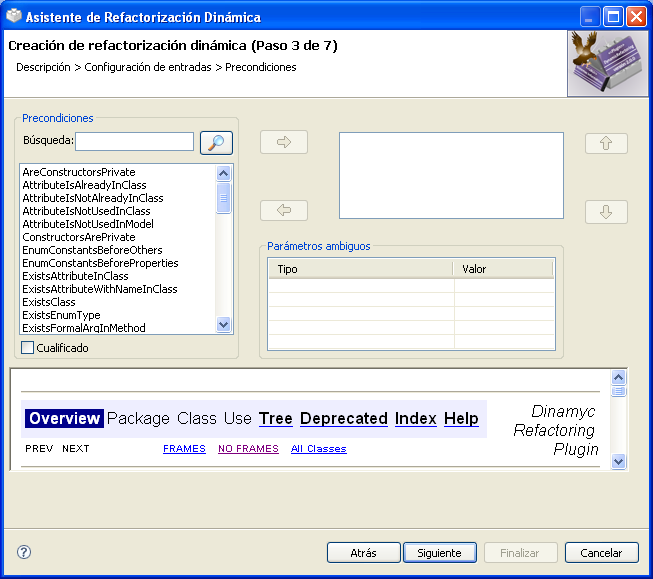 Asistente de Refactorización Dinámica
Creación de refactorización dinámica (Paso 3 de 7)
Descripción > Configuración de entradas > Precondiciones
Precondiciones
Búsqueda:
AreConstructorsPrivate
AttributeIsAlreadyInClass
AttributeIsNotAlreadyInClass
AttributeIsNotUsedInClass
AttributeIsNotUsedInModel
ConstructorsArePrivate
EnumConstantsBeforeOthers
EnumConstantsBeforeProperties
ExistsAttributeInClass
ExistsAttributeWithNameInClass
ExistsClass
ExistsEnumType
ExistsFormalArgInMethod
Cualificado
Parámetros ambiguos
Tipo Valor
Overview Package Class Use Tree Deprecated Index Help
Dinamyc
Refactoring
Plugin
PREV NEXT FRAMES NO FRAMES All Classes
Atrás Siguiente Finalizar Cancelar